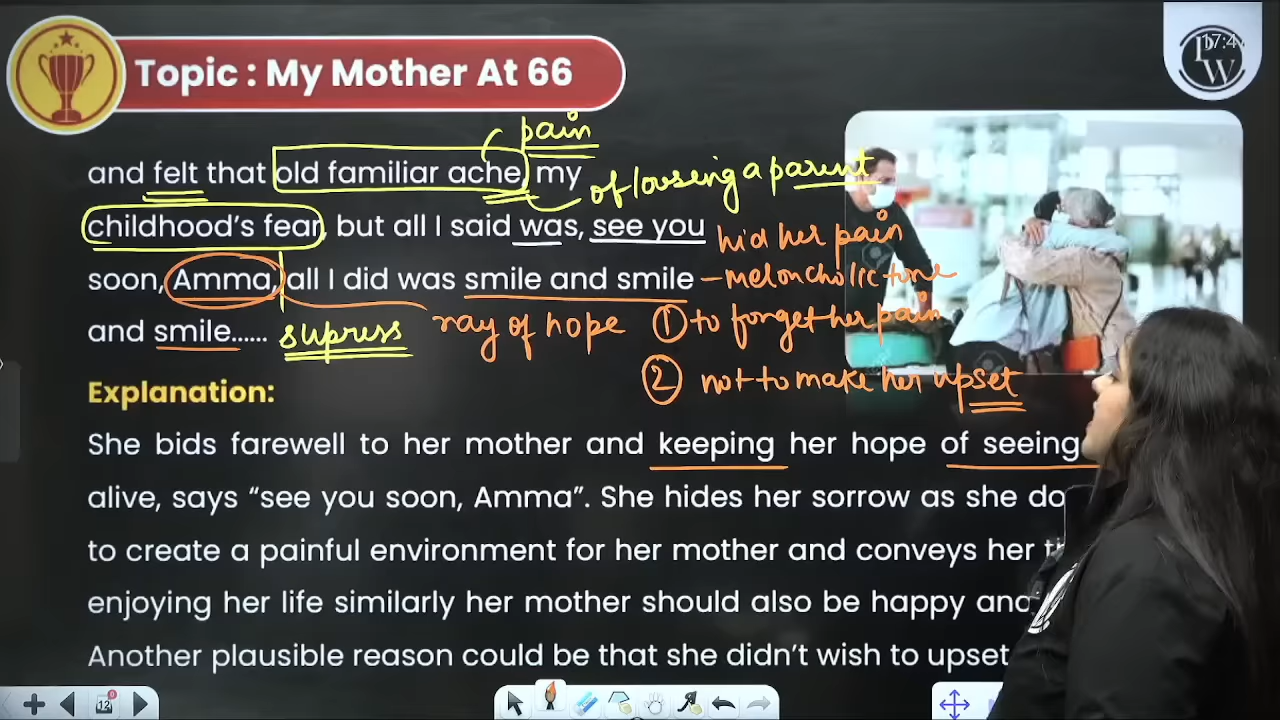 Topic : My Mother At 66
17:4
W
pain
and felt that old familiar ache, my
of lousing a parent
childhood's fear, but all I said was, see you
hid her pain
soon, Amma, all I did was smile and smile
– meloncholic tone
and smile......
supress
ray of hope
① to forget her pain
② not to make her upset
Explanation:
She bids farewell to her mother and keeping her hope of seeing
alive, says “see you soon, Amma”. She hides her sorrow as she do
to create a painful environment for her mother and conveys her
enjoying her life similarly her mother should also be happy and
Another plausible reason could be that she didn't wish to upset
12